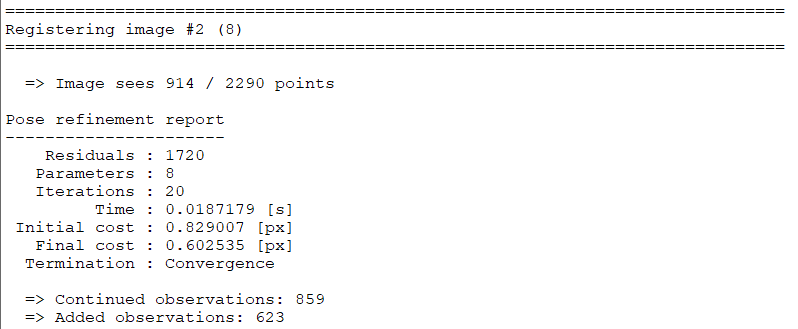 ==============================================================================
Registering image #2 (8)
==============================================================================
=> Image sees 914 / 2290 points
Pose refinement report
----------------------
Residuals : 1720
Parameters : 8
Iterations : 20
Time : 0.0187179 [s]
Initial cost : 0.829007 [px]
Final cost : 0.602535 [px]
Termination : Convergence
=> Continued observations: 859
=> Added observations: 623